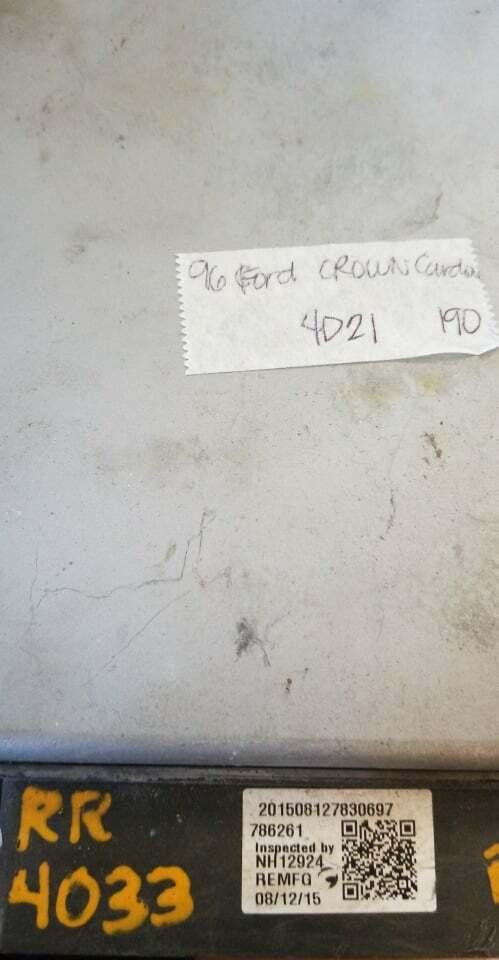 96 Ford CROWN
4D21 190
RR
4033
201508127830697
786261
Inspected by
NH12924
REMFG
08/12/15